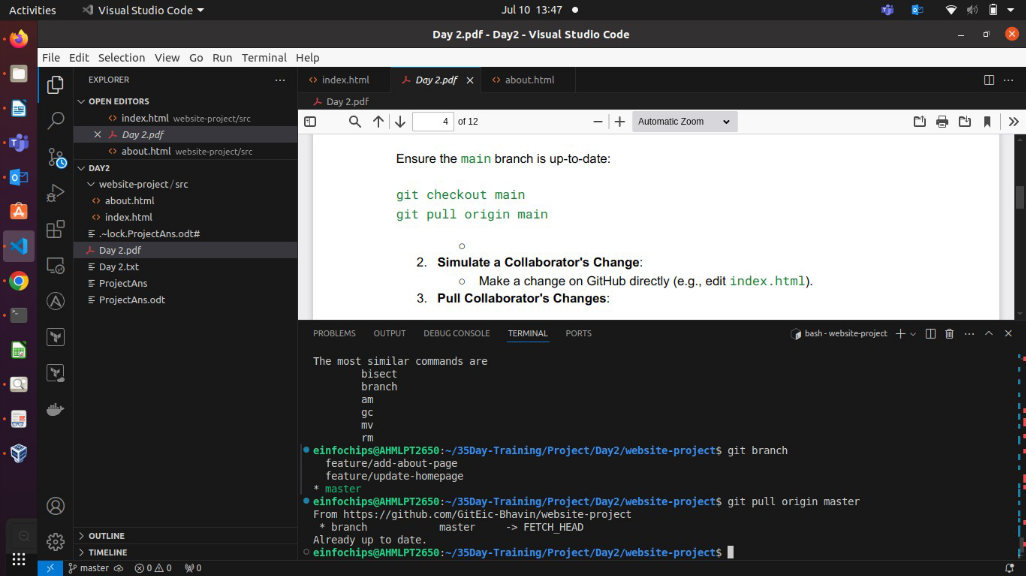 Activities
Visual Studio Code
Jul 10 13:47
Day 2.pdf - Day2 - Visual Studio Code
File Edit Selection View Go Run Terminal Help
EXPLORER
OPEN EDITORS
index.html website-project/src
Day 2.pdf
about.html website-project/src
DAY2
website-project / src
about.html
index.html
.~lock.ProjectAns.odt#
Day 2.pdf
Day 2.txt
ProjectAns
ProjectAns.odt
OUTLINE
TIMELINE
index.html
Day 2.pdf
about.html
Day 2.pdf
4 of 12
Automatic Zoom
Ensure the main branch is up-to-date:
git checkout main
git pull origin main
2. Simulate a Collaborator's Change:
Make a change on GitHub directly (e.g., edit index.html).
3. Pull Collaborator's Changes:
PROBLEMS OUTPUT DEBUG CONSOLE TERMINAL PORTS
bash - website-project
The most similar commands are
bisect
branch
am
gc
mv
rm
einfochips@AHMLPT2650:~/35Day-Training/Project/Day2/website-project$ git branch
feature/add-about-page
feature/update-homepage
* master
einfochips@AHMLPT2650:~/35Day-Training/Project/Day2/website-project$ git pull origin master
From https://github.com/GitEic-Bhavin/website-project
* branch master -> FETCH_HEAD
Already up to date.
einfochips@AHMLPT2650:~/35Day-Training/Project/Day2/website-project$
master 0 0 0